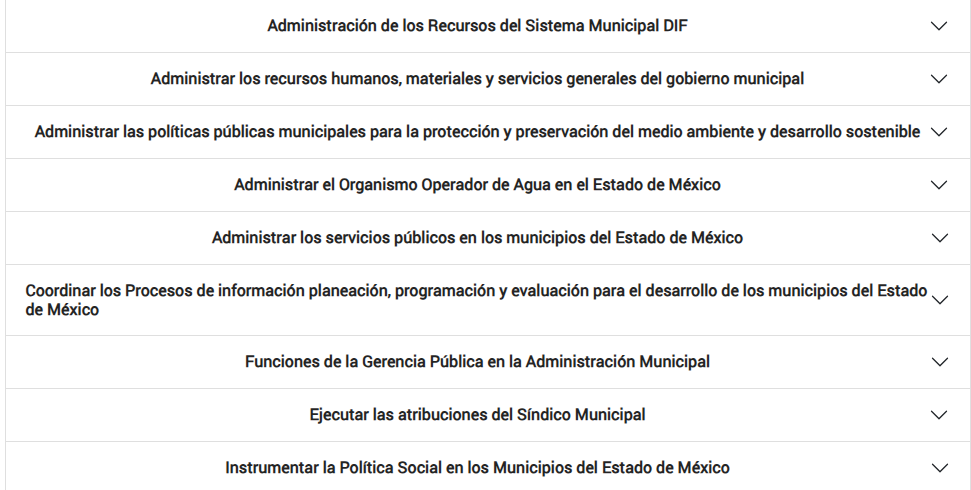 Administración de los Recursos del Sistema Municipal DIF
Administrar los recursos humanos, materiales y servicios generales del gobierno municipal
Administrar las políticas públicas municipales para la protección y preservación del medio ambiente y desarrollo sostenible
Administrar el Organismo Operador de Agua en el Estado de México
Administrar los servicios públicos en los municipios del Estado de México
Coordinar los Procesos de información planeación, programación y evaluación para el desarrollo de los municipios del Estado
de México
Funciones de la Gerencia Pública en la Administración Municipal
Ejecutar las atribuciones del Síndico Municipal
Instrumentar la Política Social en los Municipios del Estado de México